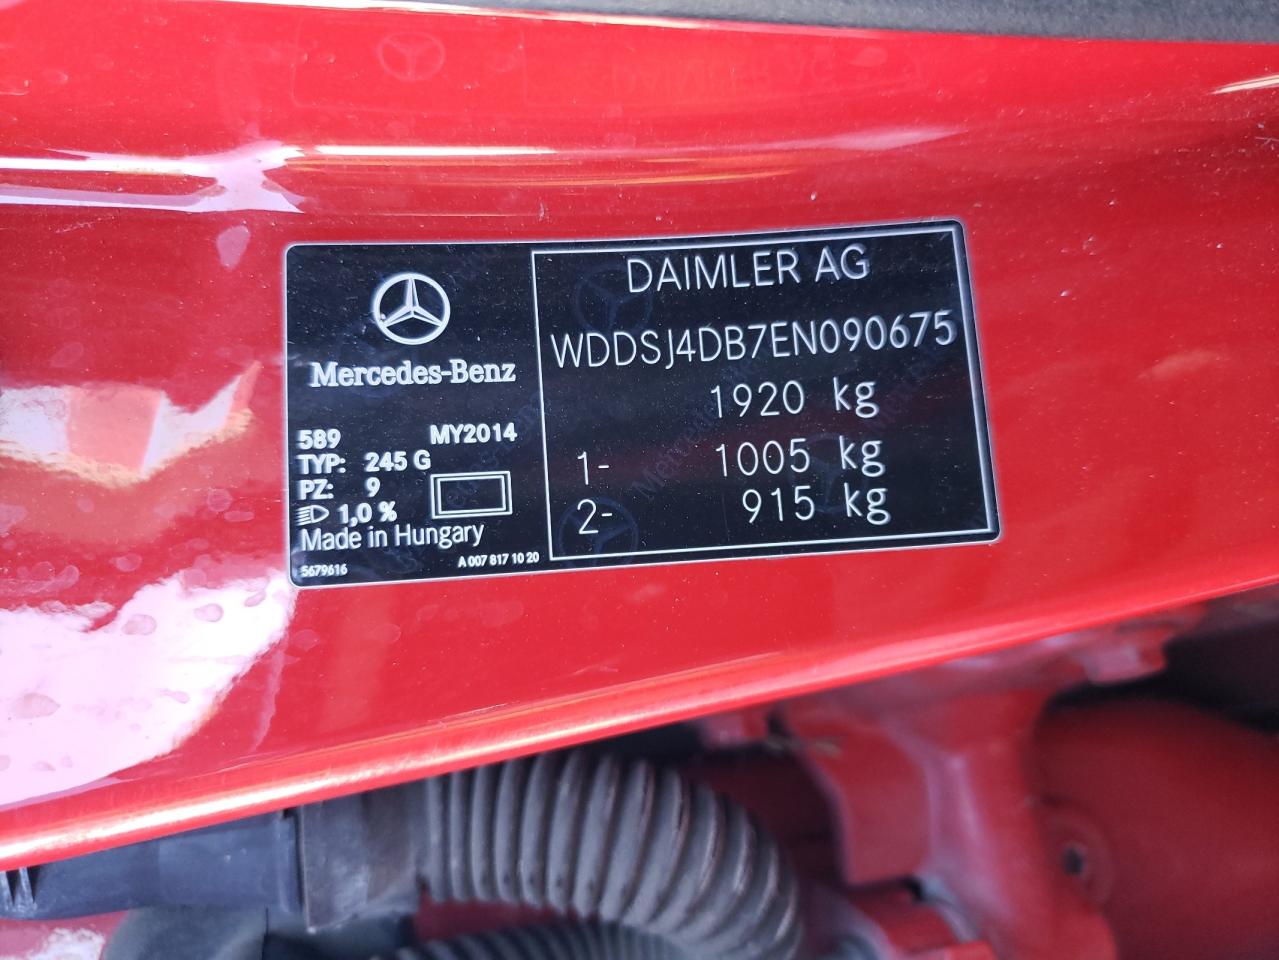 Mercedes-Benz
589 MY2014
TYP: 245 G
PZ: 9
1,0 %
Made in Hungary
5679616 A 007 817 10 20
DAIMLER AG
WDDSJ4DB7EN090675
1920 kg
1- 1005 kg
2- 915 kg